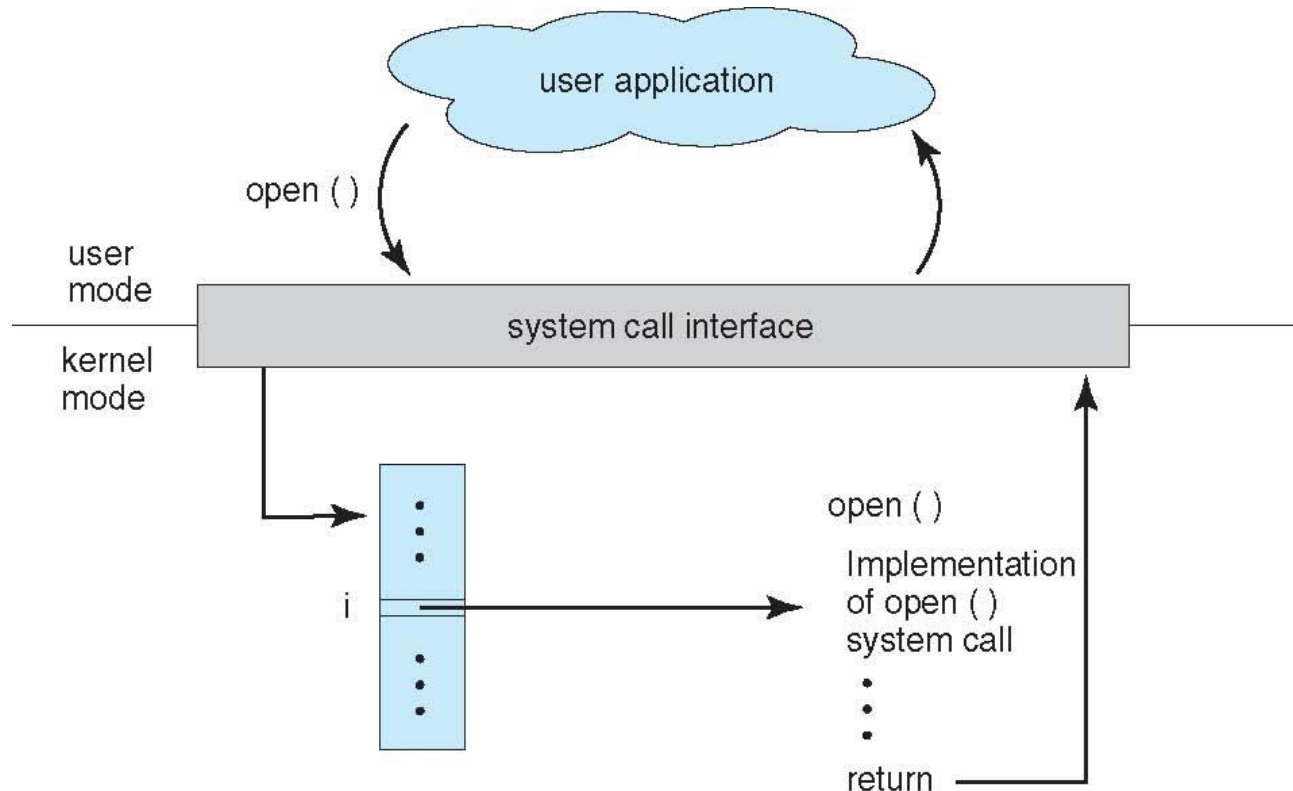 user application
open ( )
user
mode
system call interface
kernel
mode
open ( )
i
Implementation
of open ( )
system call
return